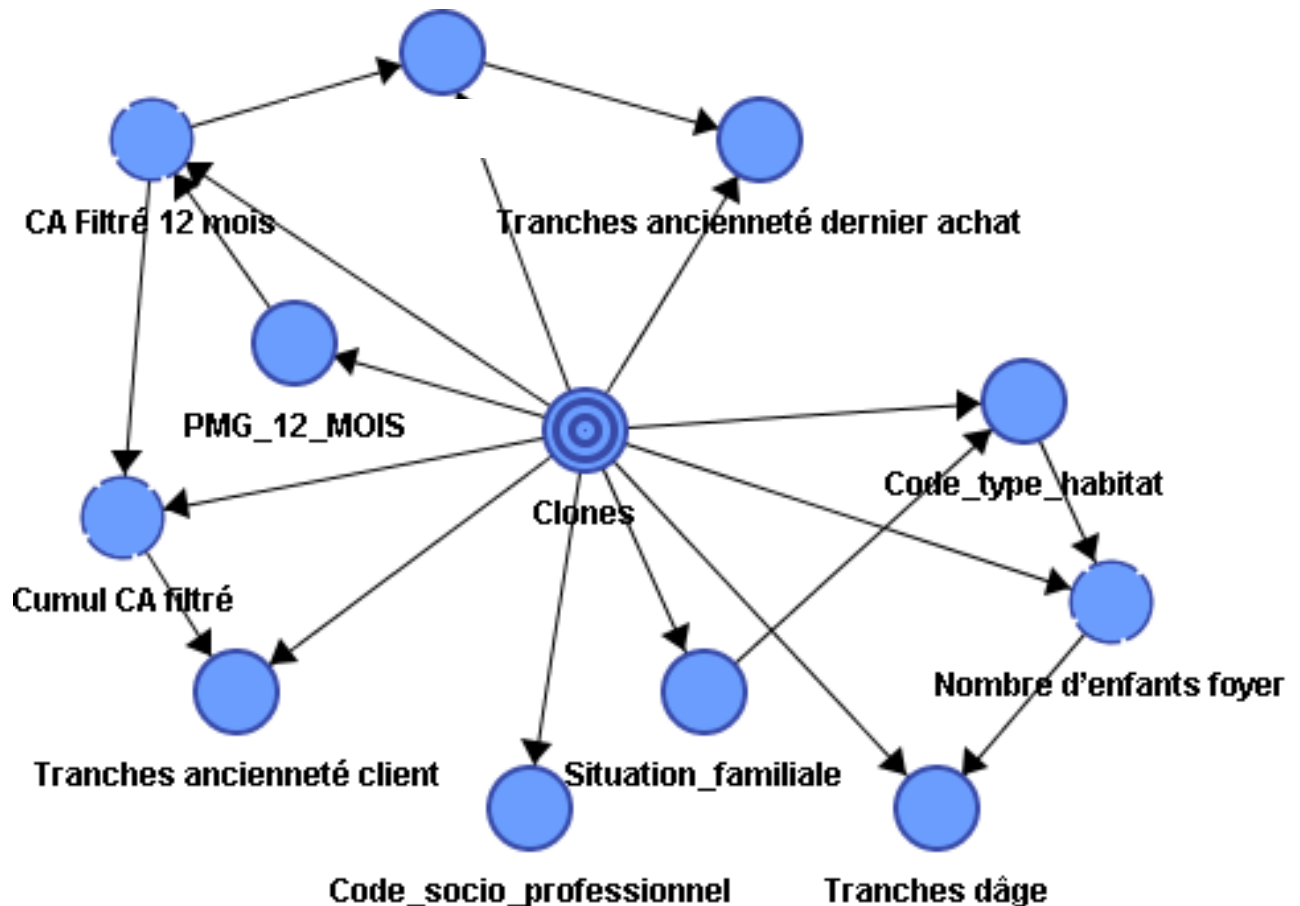 CA Filtré 12 mois
Tranches ancienneté dernier achat
PMG_12_MOIS
Code_type_habitat
Clones
Cumul CA filtré
Nombre d'enfants foyer
Tranches ancienneté client
Situation_familiale
Code_socio_professionnel
Tranches dâge